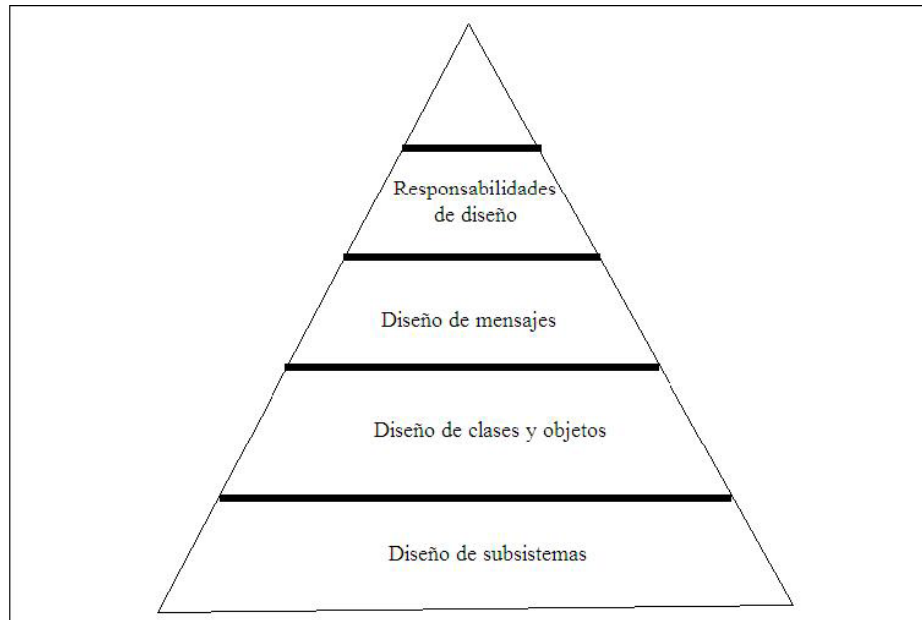 Responsabilidades
de diseño
Diseño de mensajes
Diseño de clases y objetos
Diseño de subsistemas